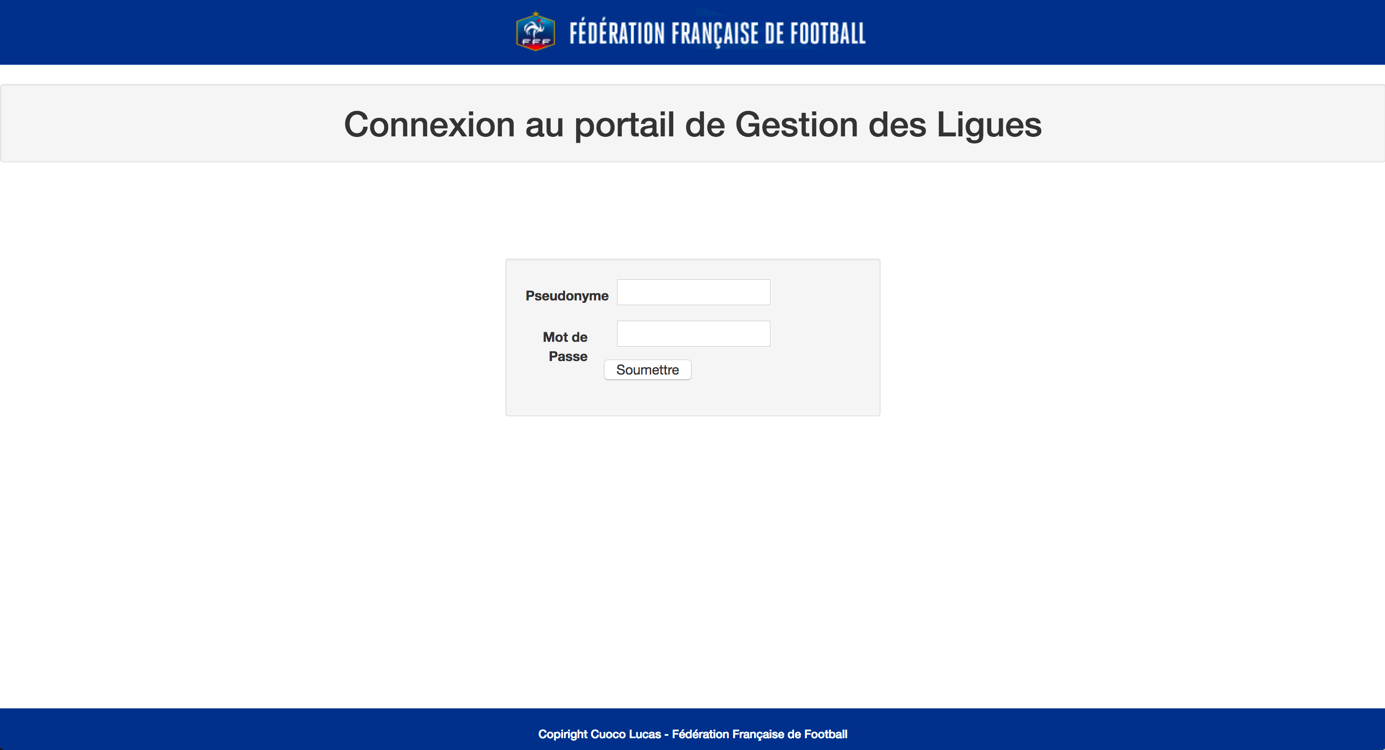 FFF
FÉDÉRATION FRANÇAISE DE FOOTBALL
Connexion au portail de Gestion des Ligues
Pseudonyme
Mot de
Passe
Soumettre
Copiright Cuoco Lucas - Fédération Française de Football